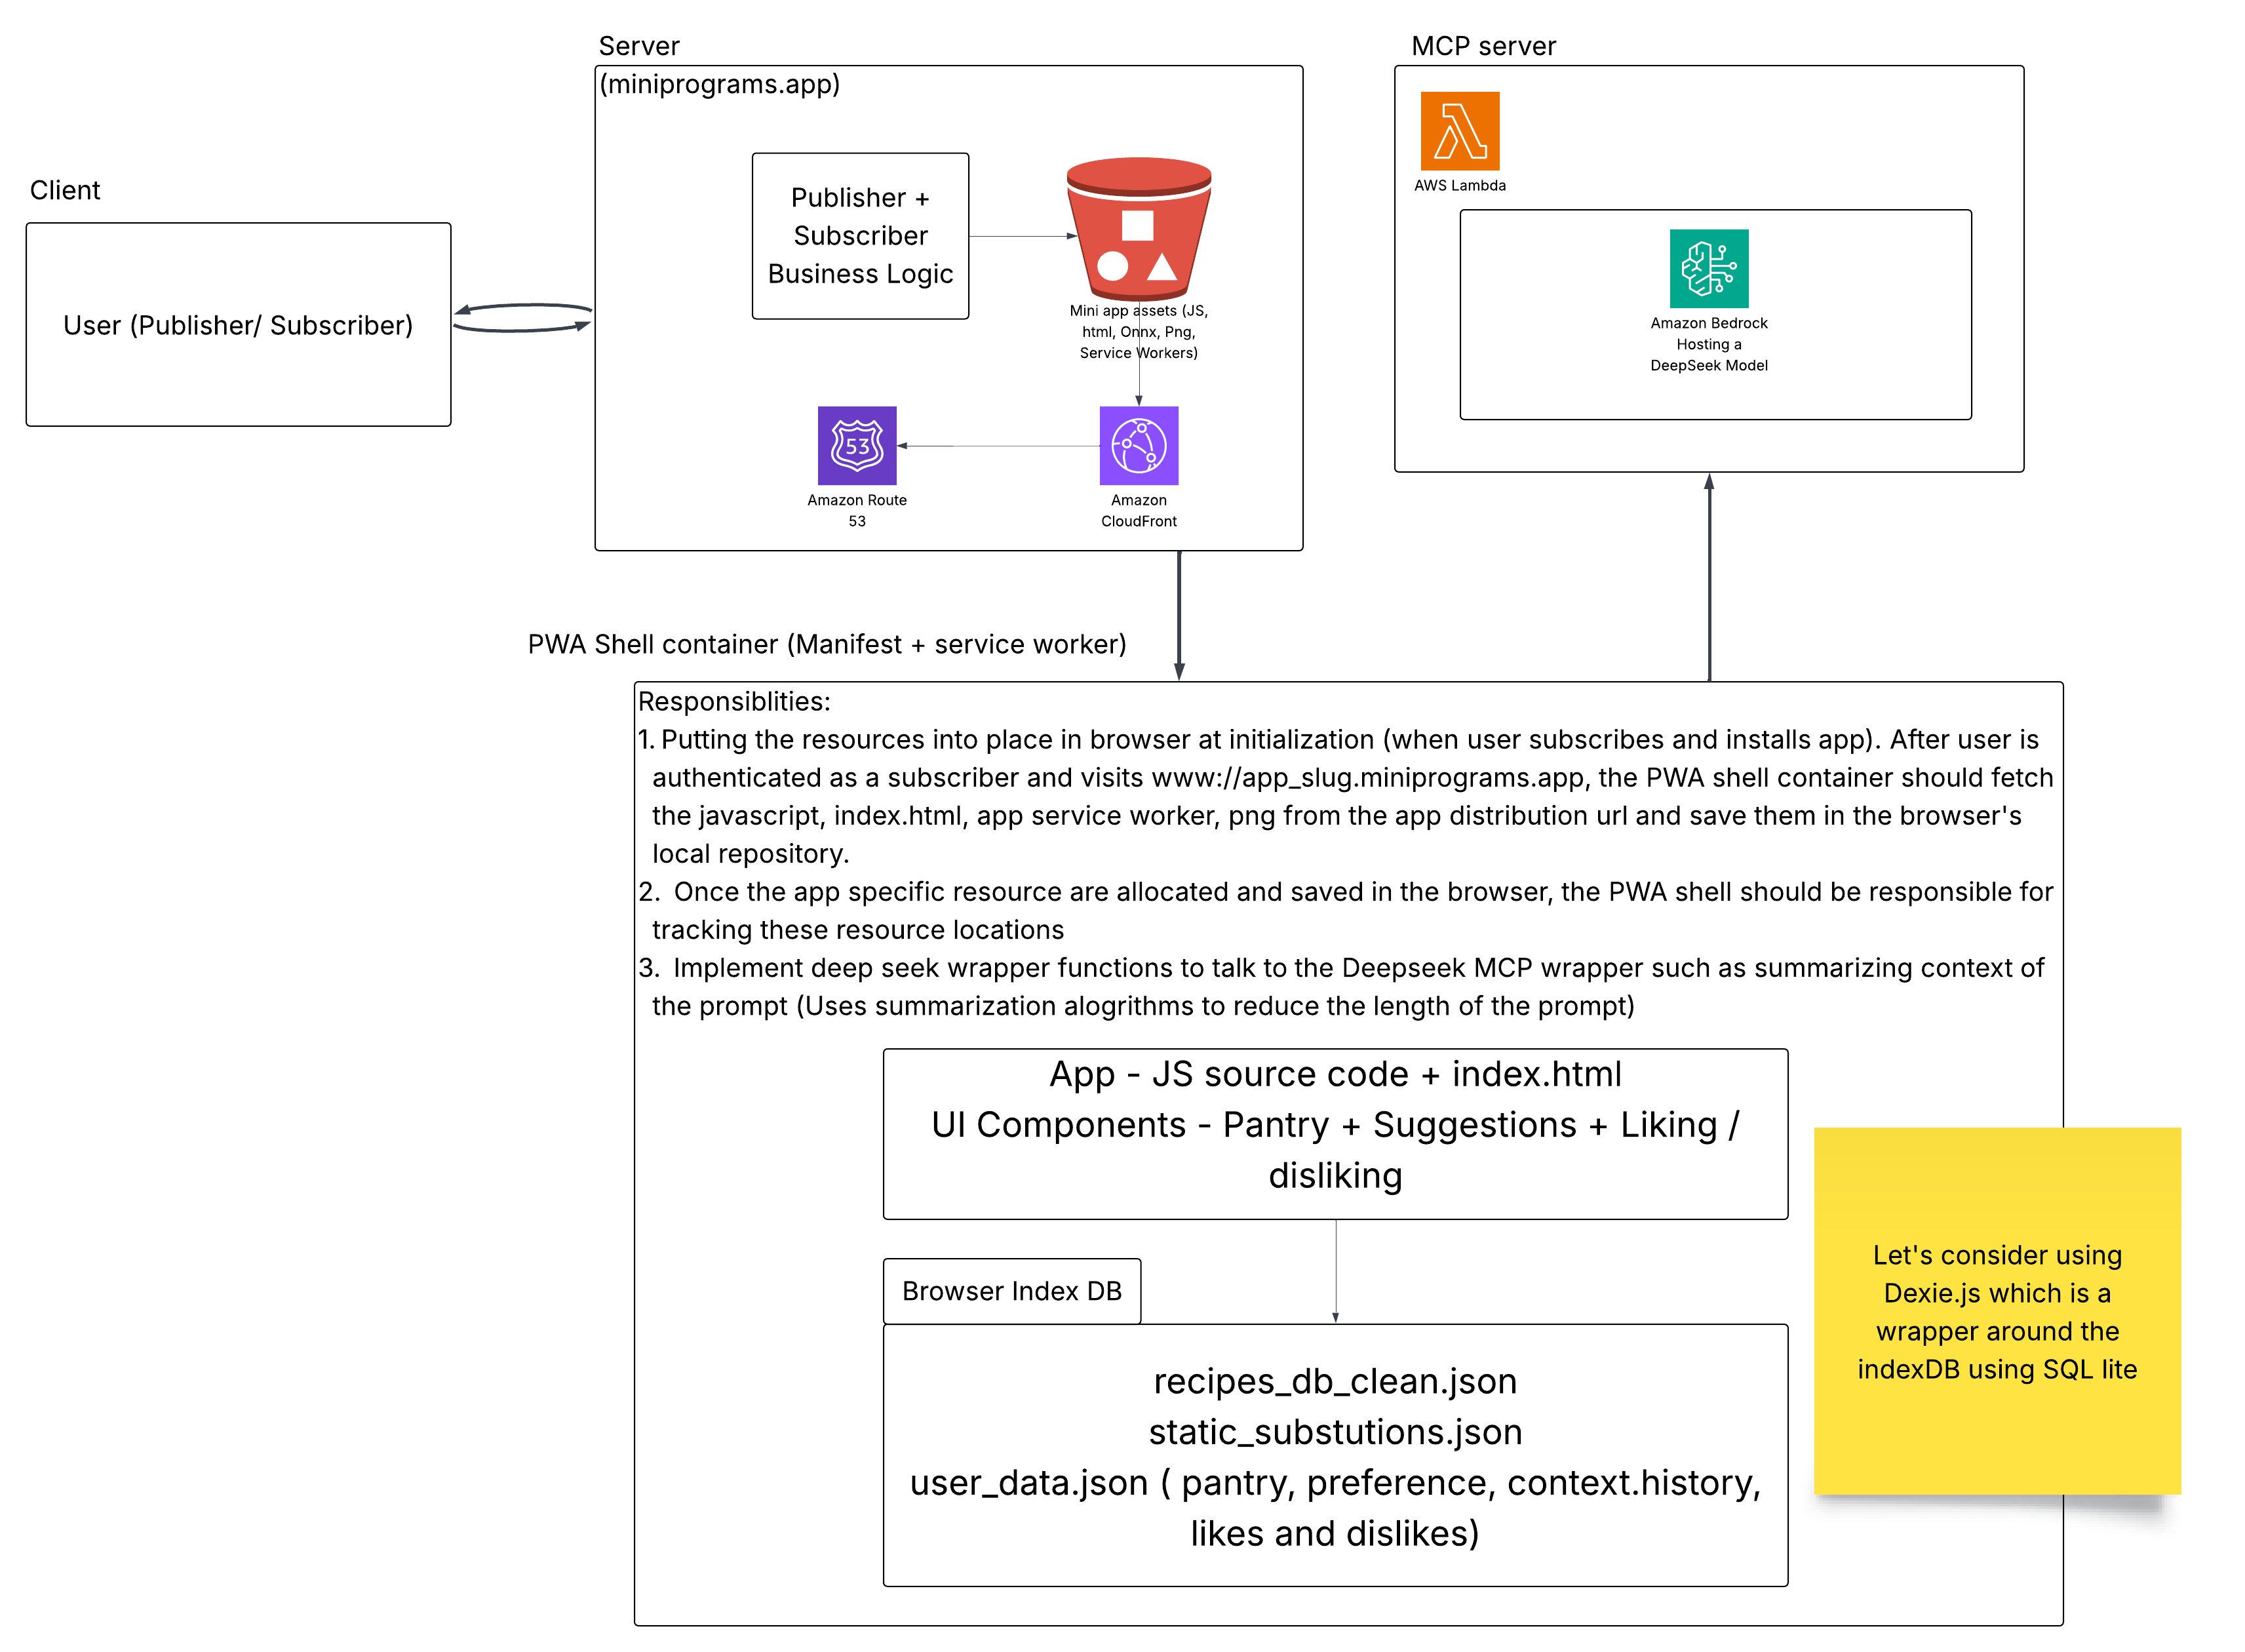 Server
(miniprograms.app)
MCP server
AWS Lambda
Client
User (Publisher/ Subscriber)
Publisher +
Subscriber
Business Logic
Mini app assets (JS,
html, Onnx, Png,
Service Workers)
Amazon Bedrock
Hosting a
DeepSeek Model
53
Amazon Route
53
Amazon
CloudFront
PWA Shell container (Manifest + service worker)
Responsiblities:
1. Putting the resources into place in browser at initialization (when user subscribes and installs app). After user is
authenticated as a subscriber and visits www://app_slug.miniprograms.app, the PWA shell container should fetch
the javascript, index.html, app service worker, png from the app distribution url and save them in the browser's
local repository.
2. Once the app specific resource are allocated and saved in the browser, the PWA shell should be responsible for
tracking these resource locations
3. Implement deep seek wrapper functions to talk to the Deepseek MCP wrapper such as summarizing context of
the prompt (Uses summarization alogrithms to reduce the length of the prompt)
App - JS source code + index.html
UI Components - Pantry + Suggestions + Liking /
disliking
Browser Index DB
recipes_db_clean.json
static_substutions.json
user_data.json ( pantry, preference, context.history,
likes and dislikes)
Let's consider using
Dexie.js which is a
wrapper around the
indexDB using SQL lite